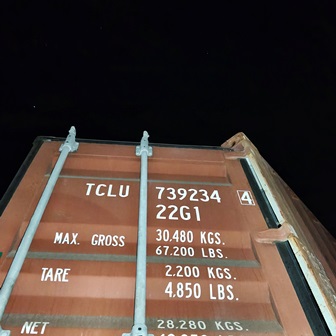 TCLU 739234 4
22G1
MAX. GROSS 30.480 KGS.
67.200 LBS.
TARE 2.200 KGS.
4.850 LBS.
NET 28.280 KGS.